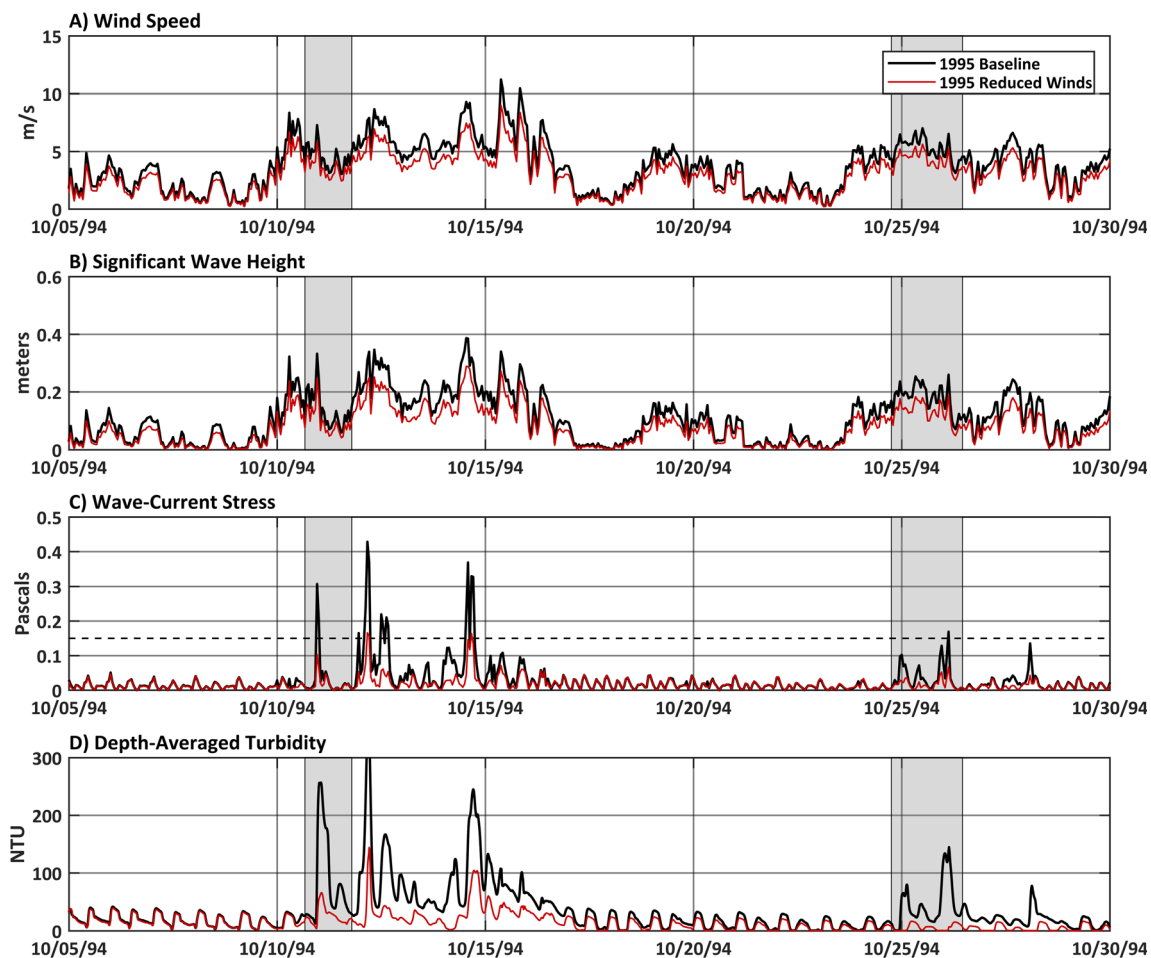 A) Wind Speed
15
10
5
0
m/s
1995 Baseline
1995 Reduced Winds
10/05/94 10/10/94 10/15/94 10/20/94 10/25/94 10/30/94
B) Significant Wave Height
0.6
0.4
0.2
0
meters
10/05/94 10/10/94 10/15/94 10/20/94 10/25/94 10/30/94
C) Wave-Current Stress
0.5
0.4
0.3
0.2
0.1
0
Pascals
10/05/94 10/10/94 10/15/94 10/20/94 10/25/94 10/30/94
D) Depth-Averaged Turbidity
300
200
100
0
NTU
10/05/94 10/10/94 10/15/94 10/20/94 10/25/94 10/30/94